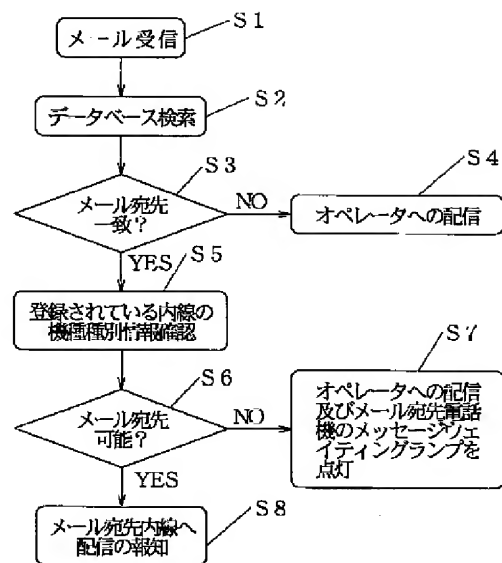 メール受信
S1
データベース検索
S2
S3
メール宛先
一致?
NO
S4
オペレータへの配信
YES
S5
登録されている内線の
機種種別情報確認
S6
メール宛先
可能?
NO
S7
オペレータへの配信
及びメール宛先電話
機のメッセージウェ
イティングランプを
点灯
YES
S8
メール宛先内線へ
配信の報知